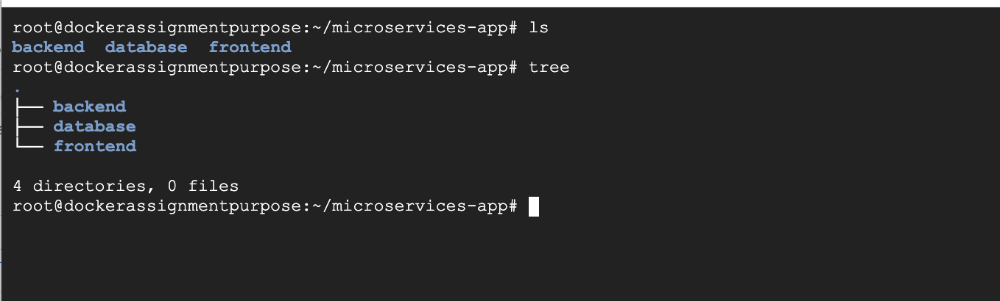 root@dockerassignmentpurpose:~/microservices-app# ls
backend  database  frontend
root@dockerassignmentpurpose:~/microservices-app# tree
.
├── backend
├── database
└── frontend

4 directories, 0 files
root@dockerassignmentpurpose:~/microservices-app#